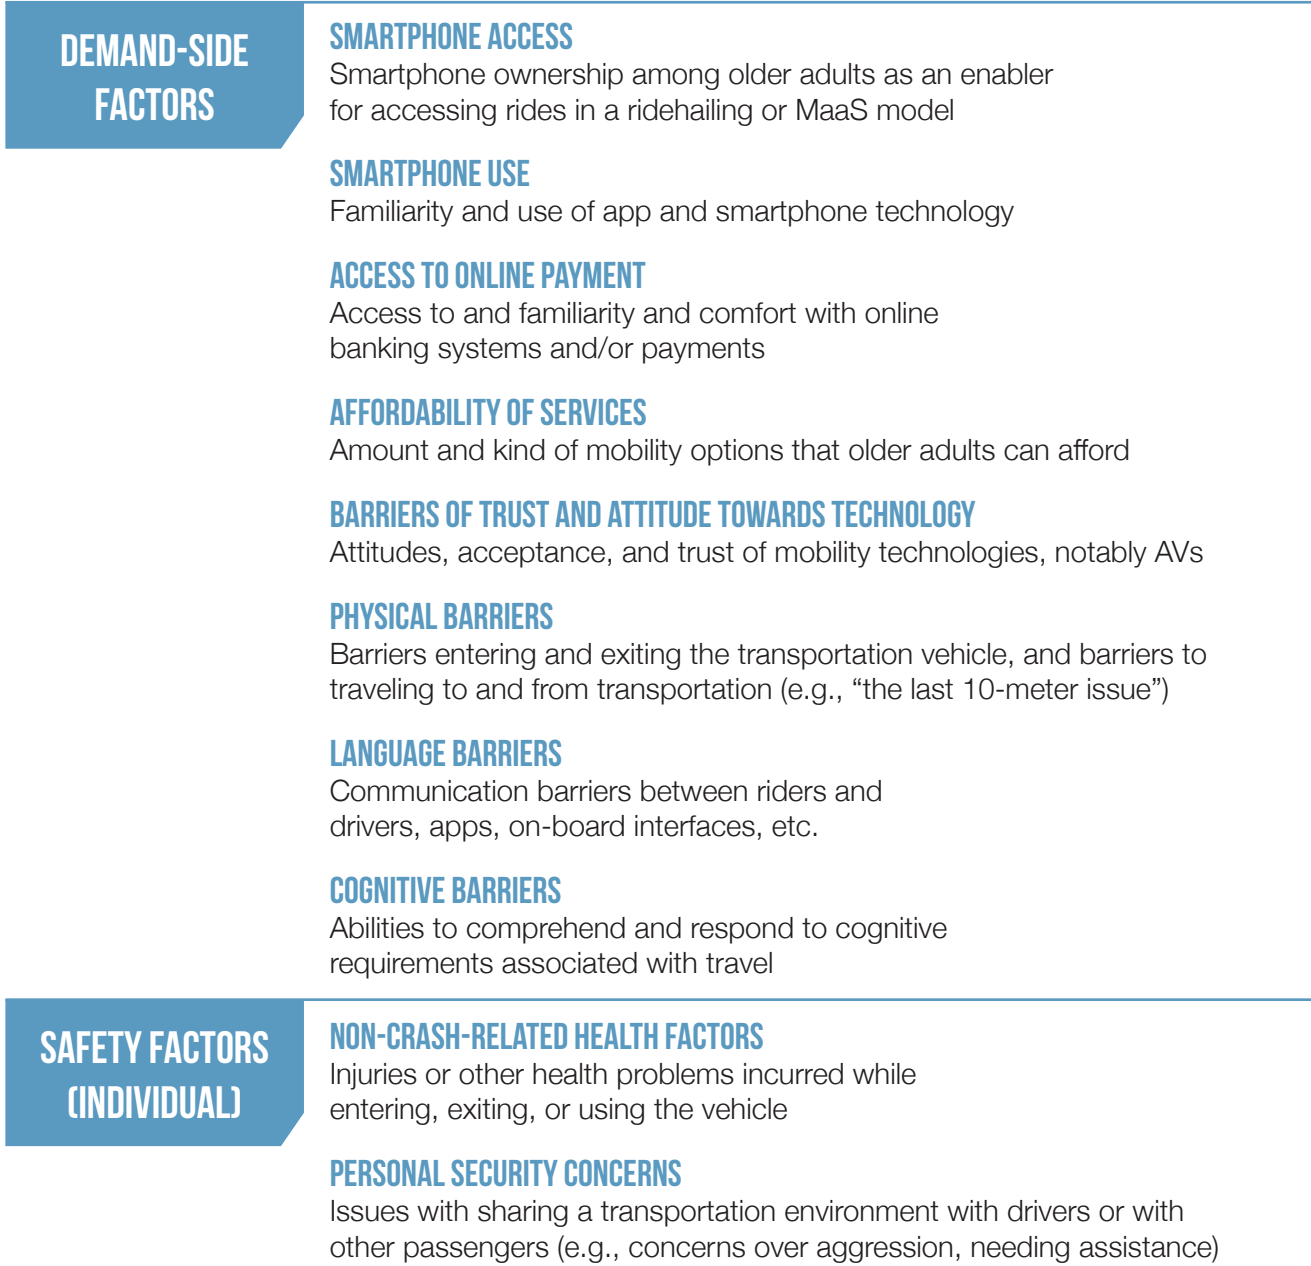 DEMAND-SIDE
FACTORS
SMARTPHONE ACCESS
Smartphone ownership among older adults as an enabler
for accessing rides in a ridehailing or MaaS model
SMARTPHONE USE
Familiarity and use of app and smartphone technology
ACCESS TO ONLINE PAYMENT
Access to and familiarity and comfort with online
banking systems and/or payments
AFFORDABILITY OF SERVICES
Amount and kind of mobility options that older adults can afford
BARRIERS OF TRUST AND ATTITUDE TOWARDS TECHNOLOGY
Attitudes, acceptance, and trust of mobility technologies, notably AVs
PHYSICAL BARRIERS
Barriers entering and exiting the transportation vehicle, and barriers to
traveling to and from transportation (e.g., “the last 10-meter issue”)
LANGUAGE BARRIERS
Communication barriers between riders and
drivers, apps, on-board interfaces, etc.
COGNITIVE BARRIERS
Abilities to comprehend and respond to cognitive
requirements associated with travel
SAFETY FACTORS
(INDIVIDUAL)
NON-CRASH-RELATED HEALTH FACTORS
Injuries or other health problems incurred while
entering, exiting, or using the vehicle
PERSONAL SECURITY CONCERNS
Issues with sharing a transportation environment with drivers or with
other passengers (e.g., concerns over aggression, needing assistance)